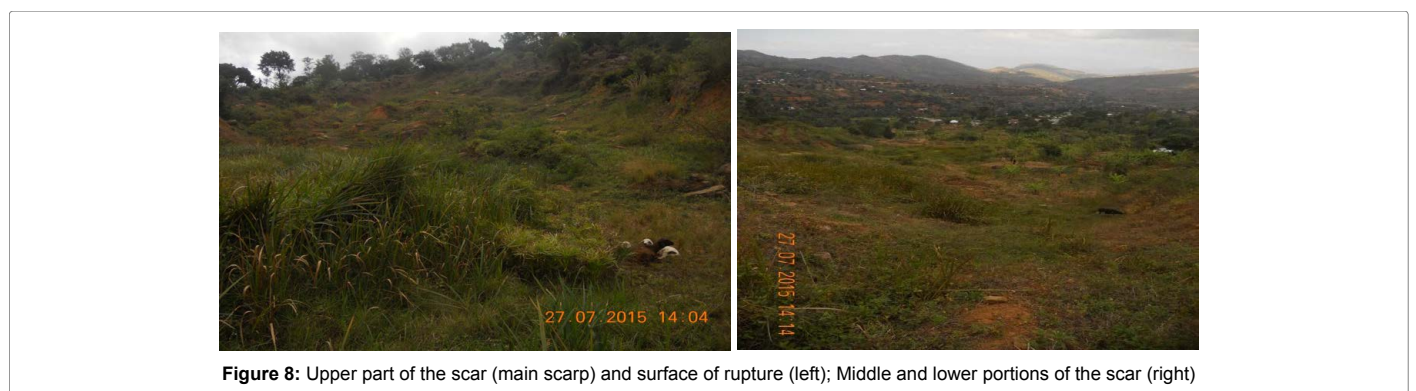 27 07 2015 14:04
27.07.2015 14:14
Figure 8: Upper part of the scar (main scarp) and surface of rupture (left); Middle and lower portions of the scar (right)